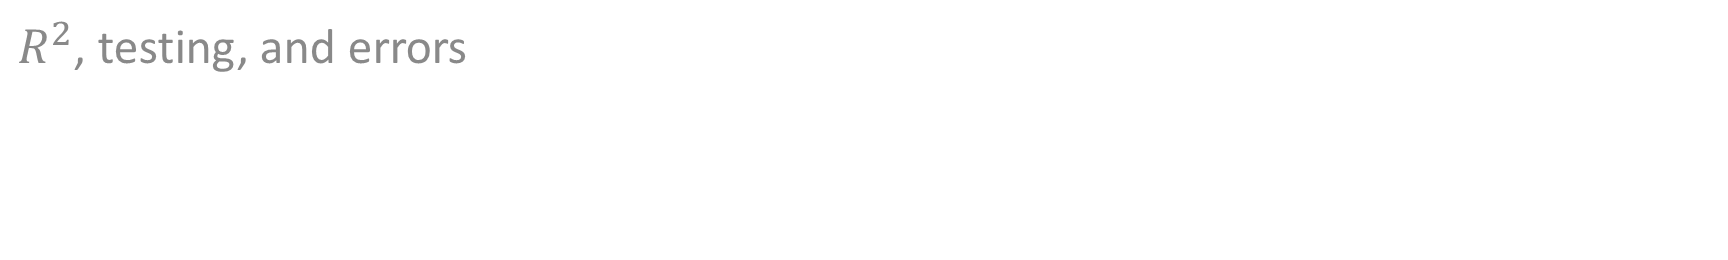 R², testing, and errors